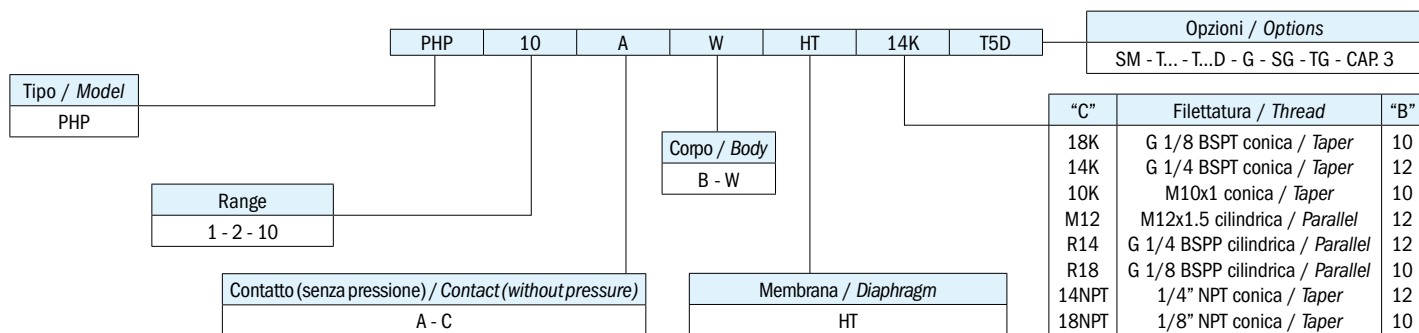 PHP 10 A W HT 14K T5D
Opzioni / Options
SM - T... - T...D - G - SG - TG - CAP. 3
Tipo / Model
PHP
Range
1 - 2 - 10
Contatto (senza pressione) / Contact (without pressure)
A - C
Corpo / Body
B - W
Membrana / Diaphragm
HT
“C” Filettatura / Thread “B”
18K G 1/8 BSPT conica / Taper 10
14K G 1/4 BSPT conica / Taper 12
10K M10x1 conica / Taper 10
M12 M12x1.5 cilindrica / Parallel 12
R14 G 1/4 BSPP cilindrica / Parallel 12
R18 G 1/8 BSPP cilindrica / Parallel 10
14NPT 1/4” NPT conica / Taper 12
18NPT 1/8” NPT conica / Taper 10